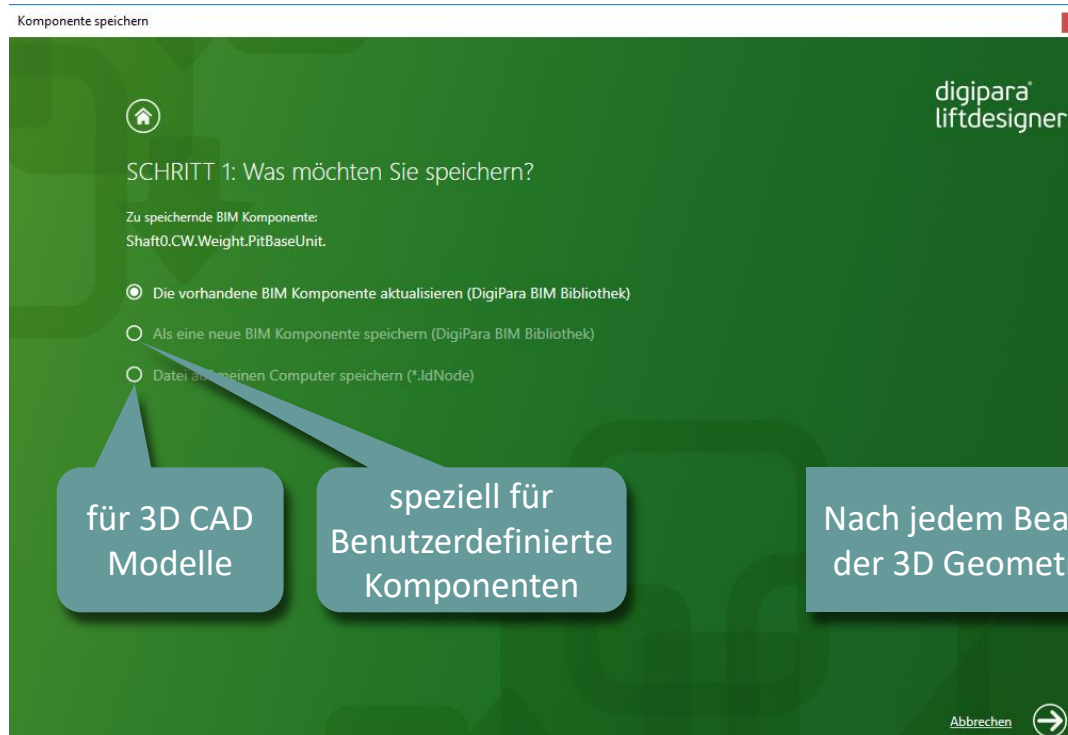 Komponente speichern
digipara®
liftdesigner
SCHRITT 1: Was möchten Sie speichern?
Zu speichernde BIM Komponente:
Shaft0.CW.Weight.PitBaseUnit.
Die vorhandene BIM Komponente aktualisieren (DigiPara BIM Bibliothek)
Als eine neue BIM Komponente speichern (DigiPara BIM Bibliothek)
Datei auf meinen Computer speichern (*.IdNode)
für 3D CAD
Modelle
speziell für
Benutzerdefinierte
Komponenten
Nach jedem Bea
der 3D Geomet
Abbrechen